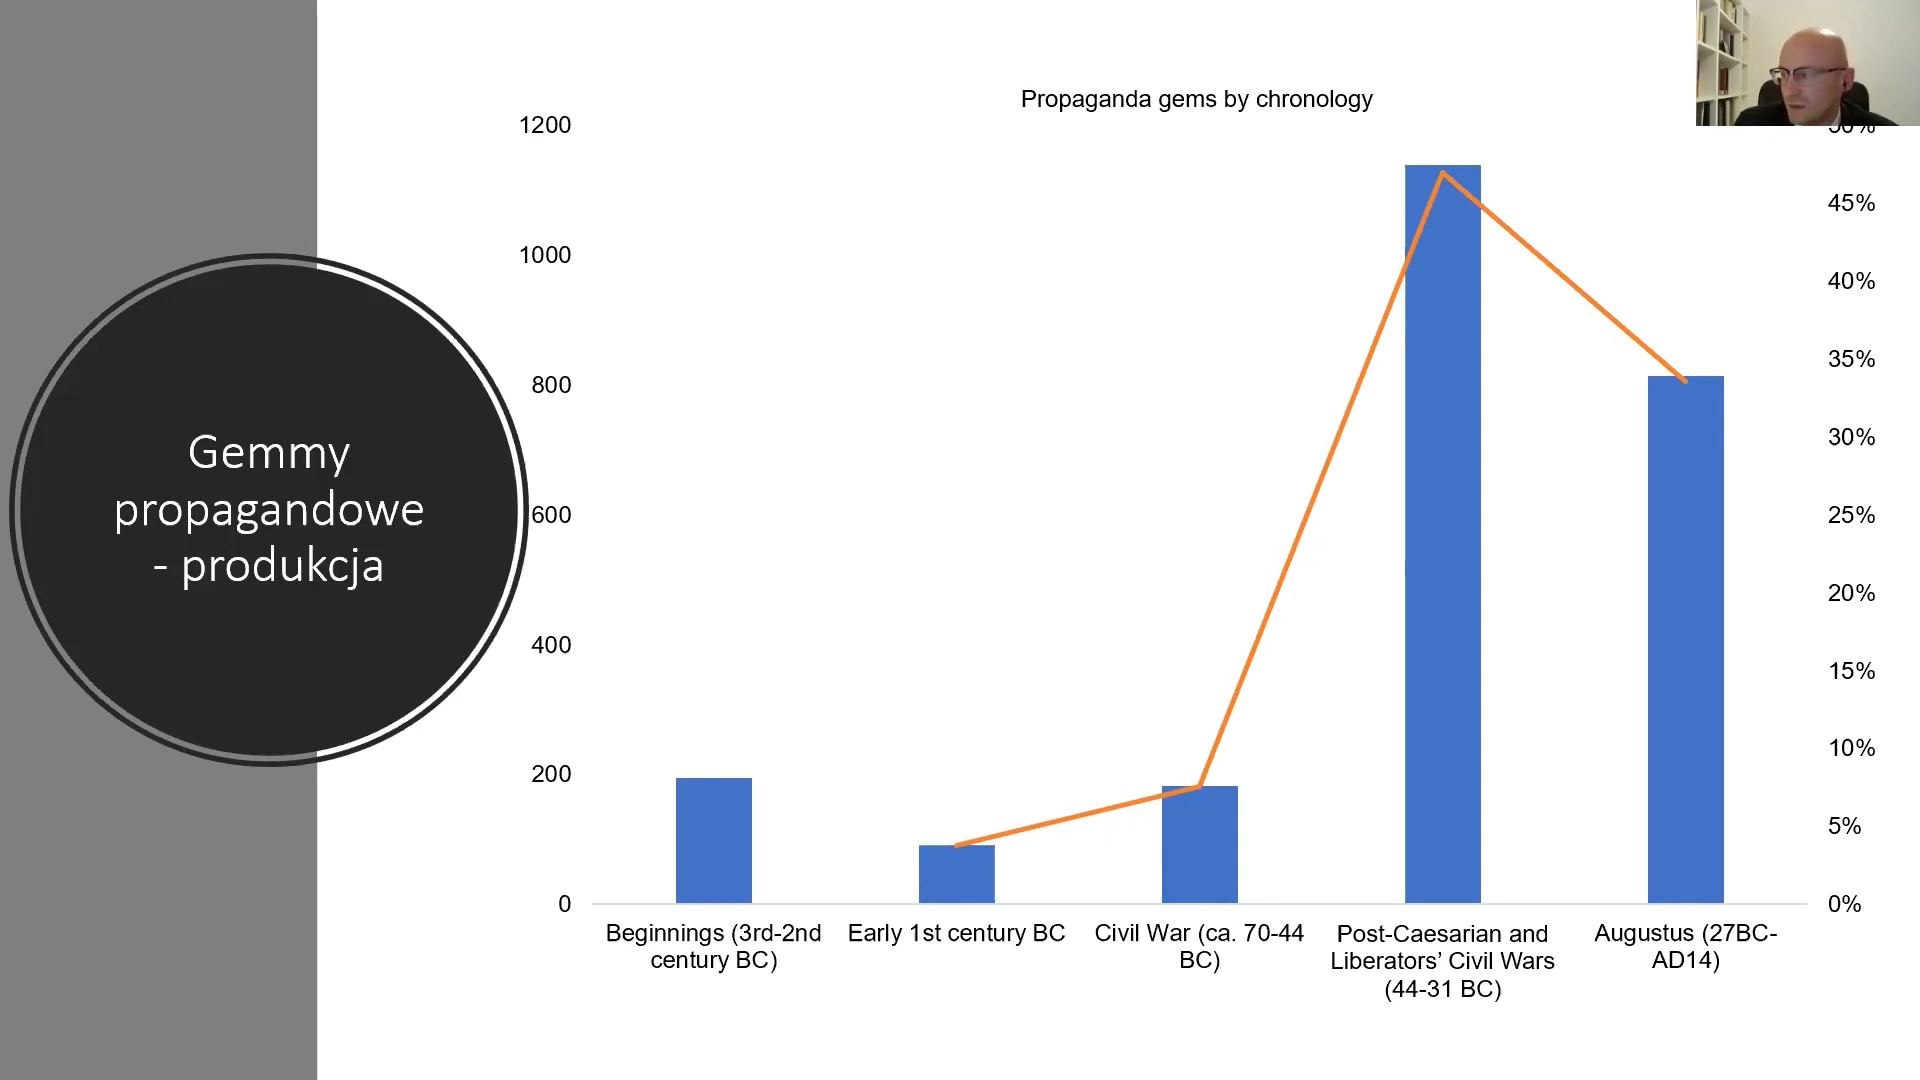 Gemmy
propagandowe
- produkcja
Propaganda gems by chronology
1200
1000
800
600
400
200
0
45%
40%
35%
30%
25%
20%
15%
10%
5%
0%
Beginnings (3rd-2nd
century BC)
Early 1st century BC
Civil War (ca. 70-44
BC)
Post-Caesarian and
Liberators’ Civil Wars
(44-31 BC)
Augustus (27BC-
AD14)